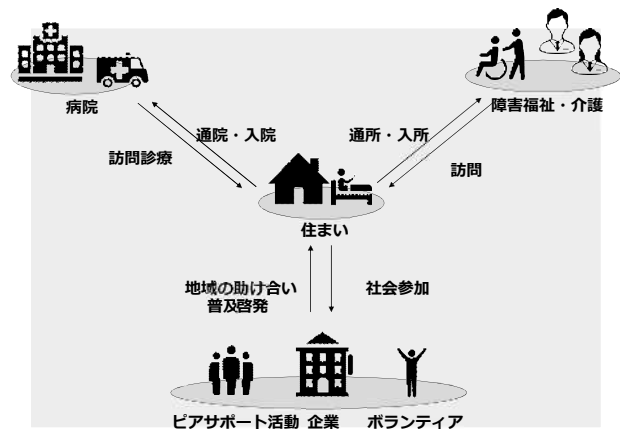 病院
障害福祉・介護
通院・入院
通所・入所
訪問診療
訪問
住まい
地域の助け合い
普及啓発
社会参加
ピアサポート活動 企業 ボランティア